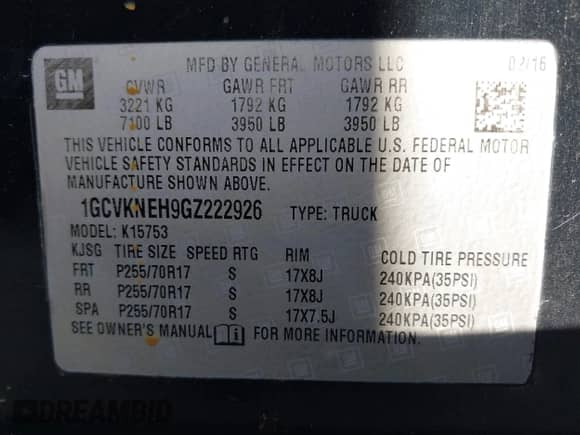 GM
MFD BY GENERAL MOTORS LLC 02/16
GVWR GAWR FRT GAWR RR
3221 KG 1792 KG 1792 KG
7100 LB 3950 LB 3950 LB
THIS VEHICLE CONFORMS TO ALL APPLICABLE U.S. FEDERAL MOTOR
VEHICLE SAFETY STANDARDS IN EFFECT ON THE DATE OF
MANUFACTURE SHOWN ABOVE.
1GCVKNEH9GZ222926 TYPE: TRUCK
MODEL: K15753
KJSG TIRE SIZE SPEED RTG RIM COLD TIRE PRESSURE
FRT P255/70R17 S 17X8J 240KPA(35PSI)
RR P255/70R17 S 17X8J 240KPA(35PSI)
SPA P255/70R17 S 17X7.5J 240KPA(35PSI)
SEE OWNER'S MANUAL FOR MORE INFORMATION.
DREAMBID